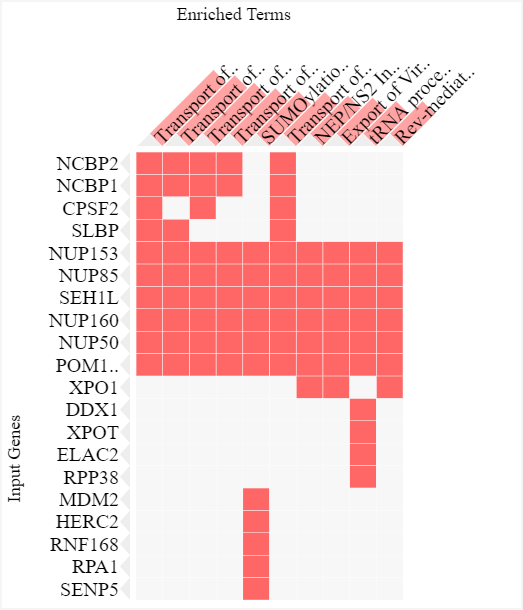 Enriched Terms
Transport of..
Transport of..
Transport of..
Transport of..
SUMOylatio..
Transport of..
NEP/NS2 In..
Export of Vir..
tRNA proce..
Rev-mediat..
NCBP2
NCBP1
CPSF2
SLBP
NUP153
NUP85
SEH1L
NUP160
NUP50
POM1..
XPO1
DDX1
XPOT
ELAC2
RPP38
MDM2
HERC2
RNF168
RPA1
SENP5
Input Genes